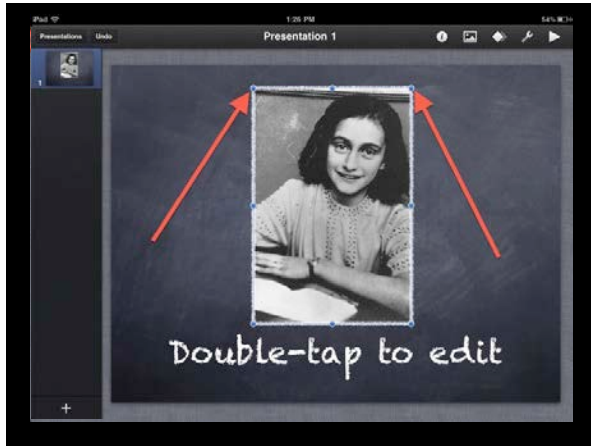 iPad 1:26 PM 54%
Presentations Undo Presentation 1
1
Double-tap to edit
+